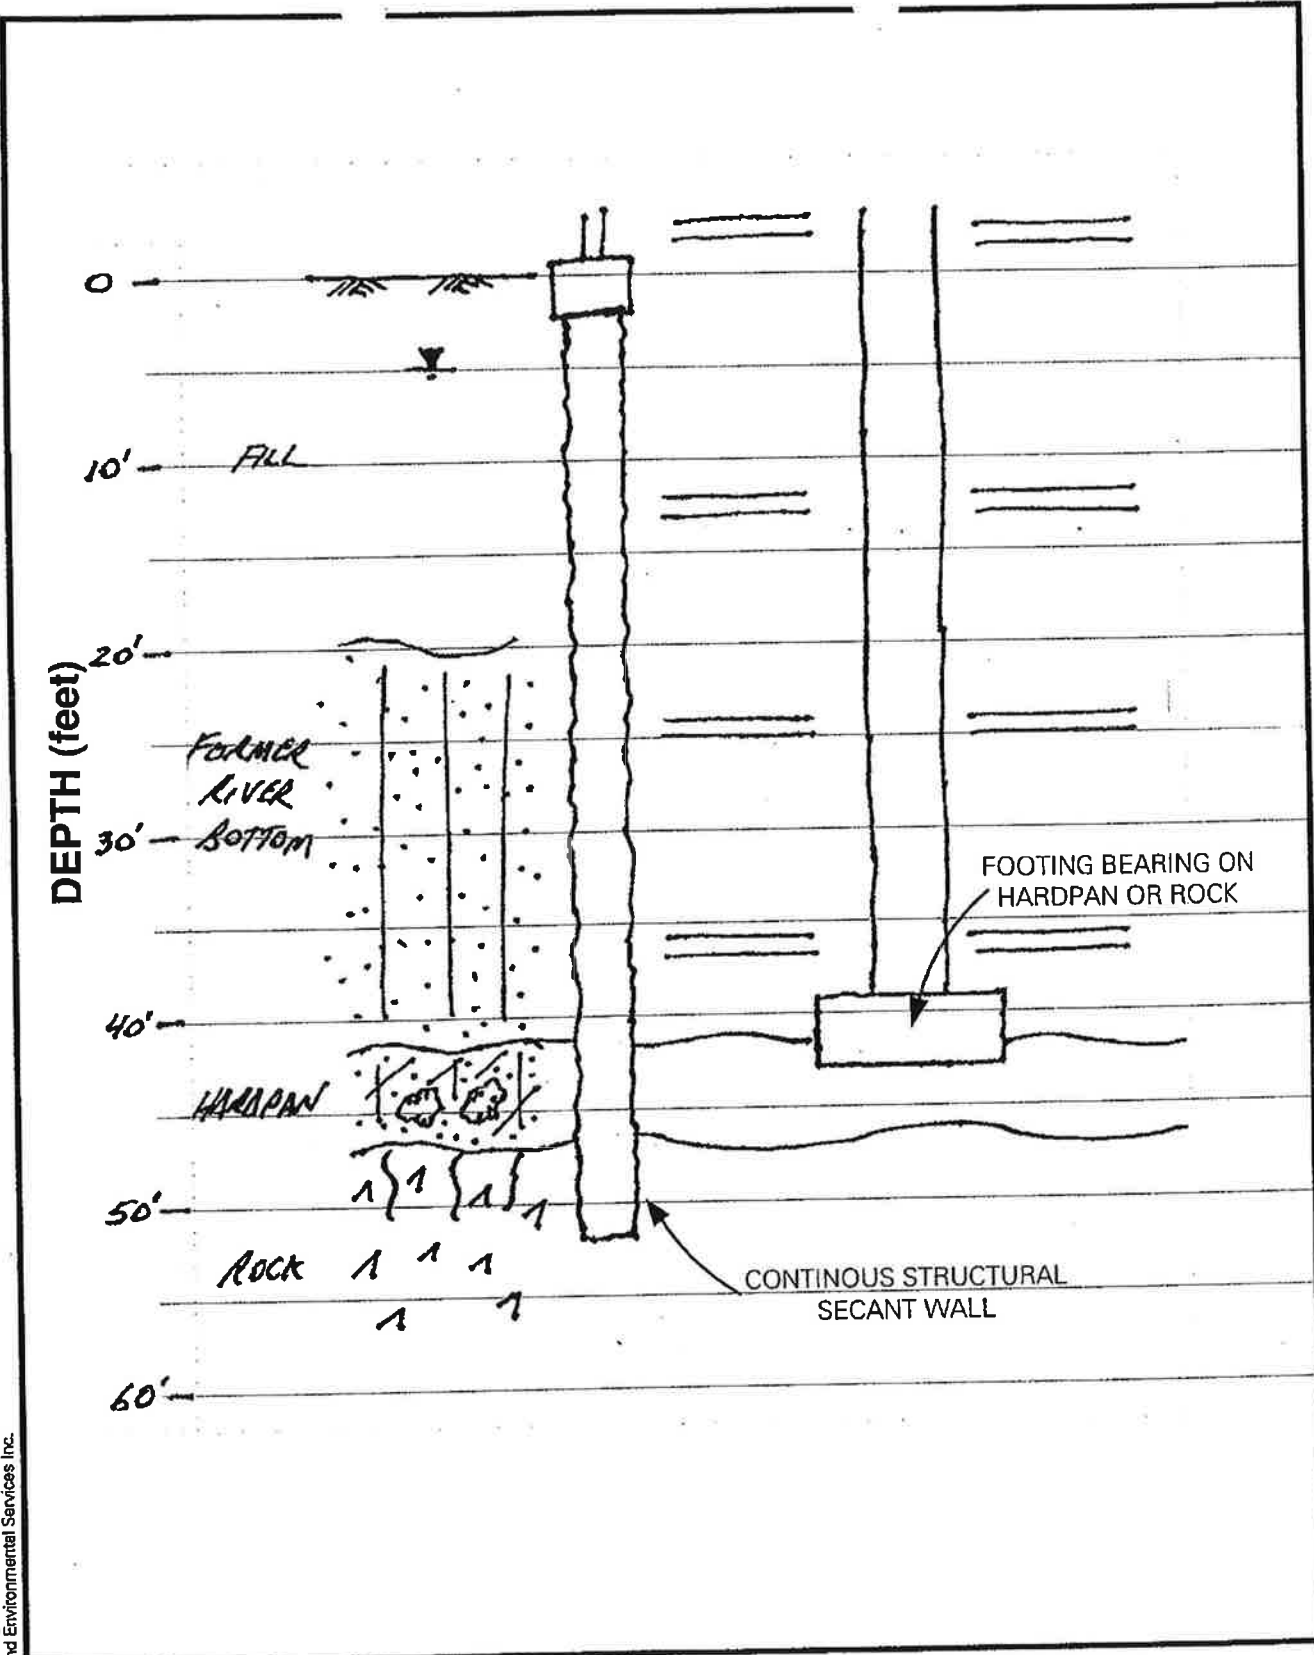 0
10'
FILL
20'
DEPTH (feet)
FORMER
RIVER
BOTTOM
30'
FOOTING BEARING ON
HARDPAN OR ROCK
40'
HARDPAN
50'
ROCK
CONTINOUS STRUCTURAL
SECANT WALL
60'
Environmental Services Inc.